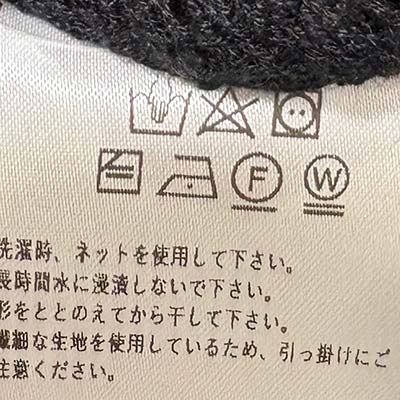 F W
洗濯時、ネットを使用して下さい。
長時間水に浸漬しないで下さい。
形をととのえてから干して下さい。
繊細な生地を使用しているため、引っ掛けにご
注意ください。